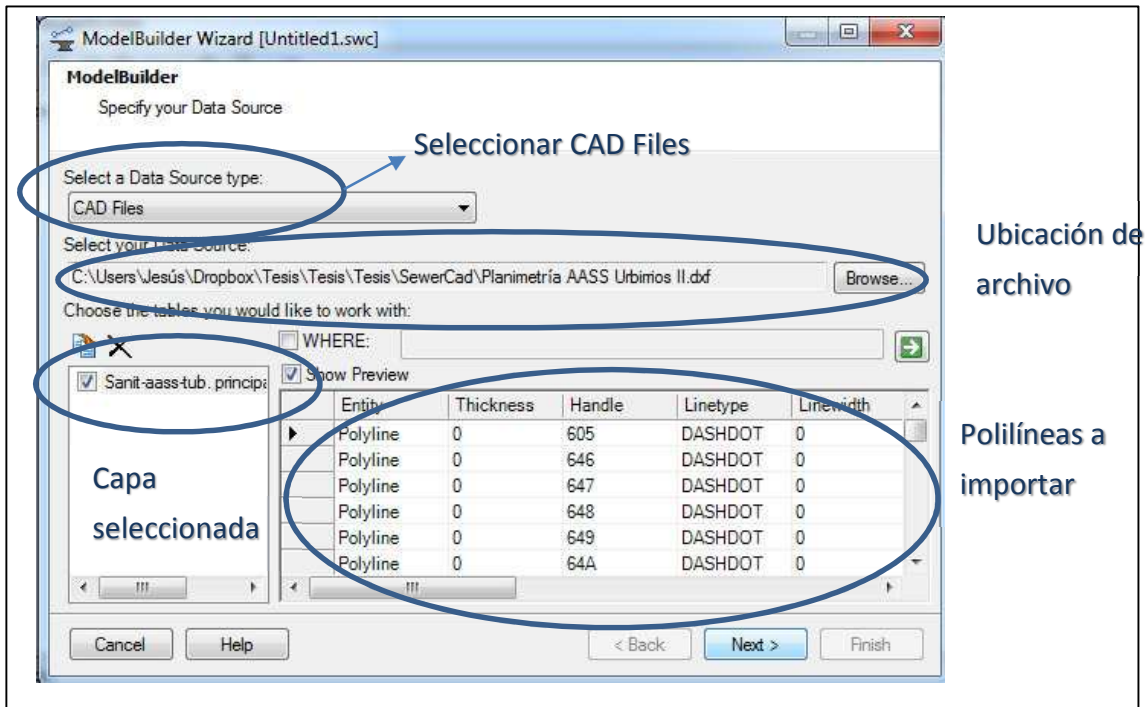 ModelBuilder Wizard [Untitled1.swc]
ModelBuilder
Specify your Data Source
Seleccionar CAD Files
Select a Data Source type:
CAD Files
Select your Data Source:
Ubicación de
archivo
C:\Users\Jesús\Dropbox\Tesis\Tesis\Tesis\SewerCad\Planimetría AASS Urbirrios II.dxf
Browse...
Choose the tables you would like to work with:
WHERE:
Sanit-aass-tub. principa
Show Preview
Entity Thickness Handle Linetype Linewidth
Polyline 0 605 DASHDOT 0
Polyline 0 646 DASHDOT 0
Polyline 0 647 DASHDOT 0
Polyline 0 648 DASHDOT 0
Polyline 0 649 DASHDOT 0
Polyline 0 64A DASHDOT 0
Capa
seleccionada
Polilíneas a
importar
Cancel Help < Back Next > Finish